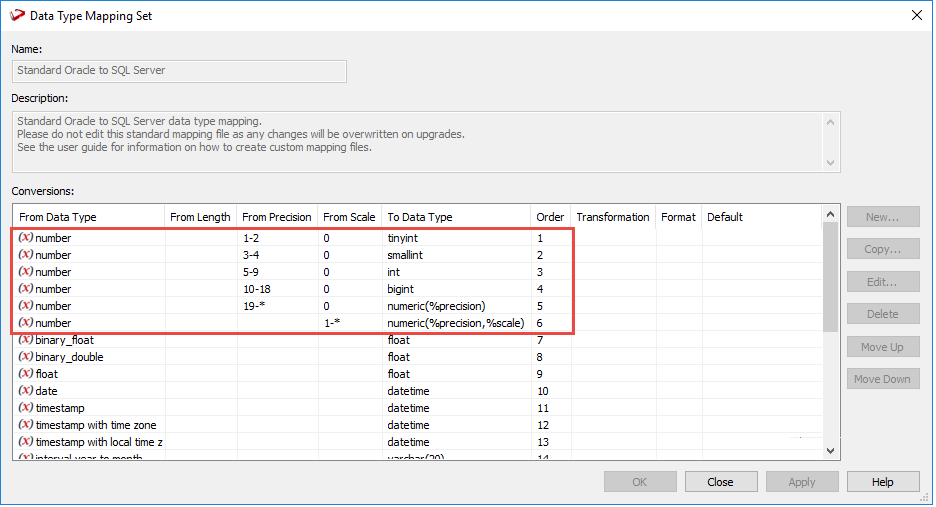 Data Type Mapping Set
Name:
Standard Oracle to SQL Server
Description:
Standard Oracle to SQL Server data type mapping.
Please do not edit this standard mapping file as any changes will be overwritten on upgrades.
See the user guide for information on how to create custom mapping files.
Conversions:
From Data Type From Length From Precision From Scale To Data Type Order Transformation Format Default
(x) number 1-2 0 tinyint 1
(x) number 3-4 0 smallint 2
(x) number 5-9 0 int 3
(x) number 10-18 0 bigint 4
(x) number 19-* 0 numeric(%precision) 5
(x) number 1-* numeric(%precision,%scale) 6
(x) binary_float float 7
(x) binary_double float 8
(x) float float 9
(x) date datetime 10
(x) timestamp datetime 11
(x) timestamp with time zone datetime 12
(x) timestamp with local time z datetime 13
(x) interval year to month varchar(20) 14
New...
Copy...
Edit...
Delete
Move Up
Move Down
OK Close Apply Help